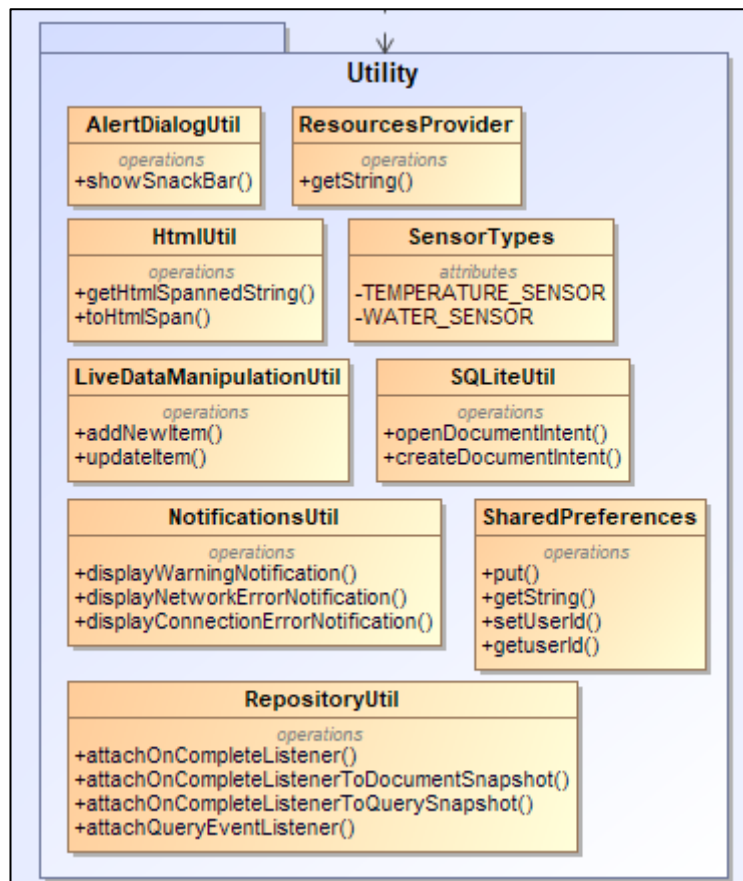 Utility
AlertDialogUtil
operations
+showSnackBar()
ResourcesProvider
operations
+getString()
HtmlUtil
operations
+getHtmlSpannedString()
+toHtmlSpan()
SensorTypes
attributes
-TEMPERATURE_SENSOR
-WATER_SENSOR
LiveDataManipulationUtil
operations
+addNewItem()
+updateItem()
SQLiteUtil
operations
+openDocumentIntent()
+createDocumentIntent()
NotificationsUtil
operations
+displayWarningNotification()
+displayNetworkErrorNotification()
+displayConnectionErrorNotification()
SharedPreferences
operations
+put()
+getString()
+setUserId()
+getuserId()
RepositoryUtil
operations
+attachOnCompleteListener()
+attachOnCompleteListenerToDocumentSnapshot()
+attachOnCompleteListenerToQuerySnapshot()
+attachQueryEventListener()